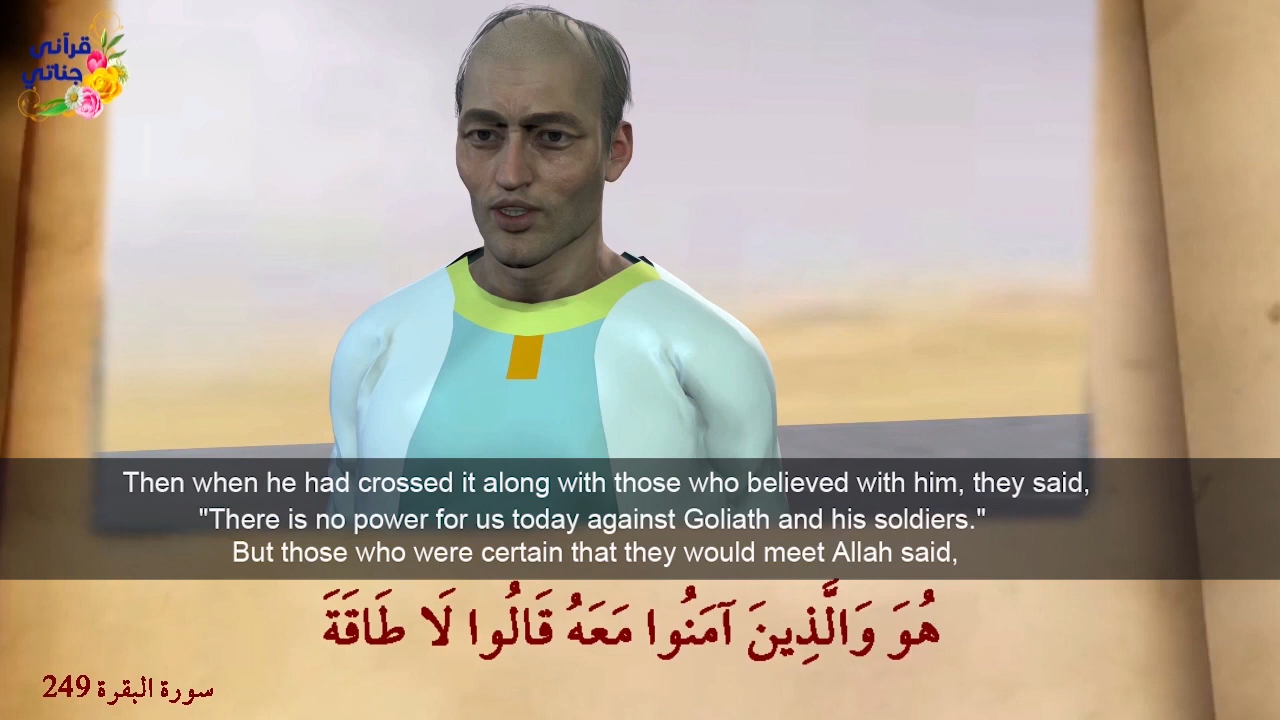 قرآني
جناتي
Then when he had crossed it along with those who believed with him, they said,
"There is no power for us today against Goliath and his soldiers."
But those who were certain that they would meet Allah said,
هُوَ وَالَّذِينَ آمَنُوا مَعَهُ قَالُوا لَا طَاقَةَ
سورة البقرة 249